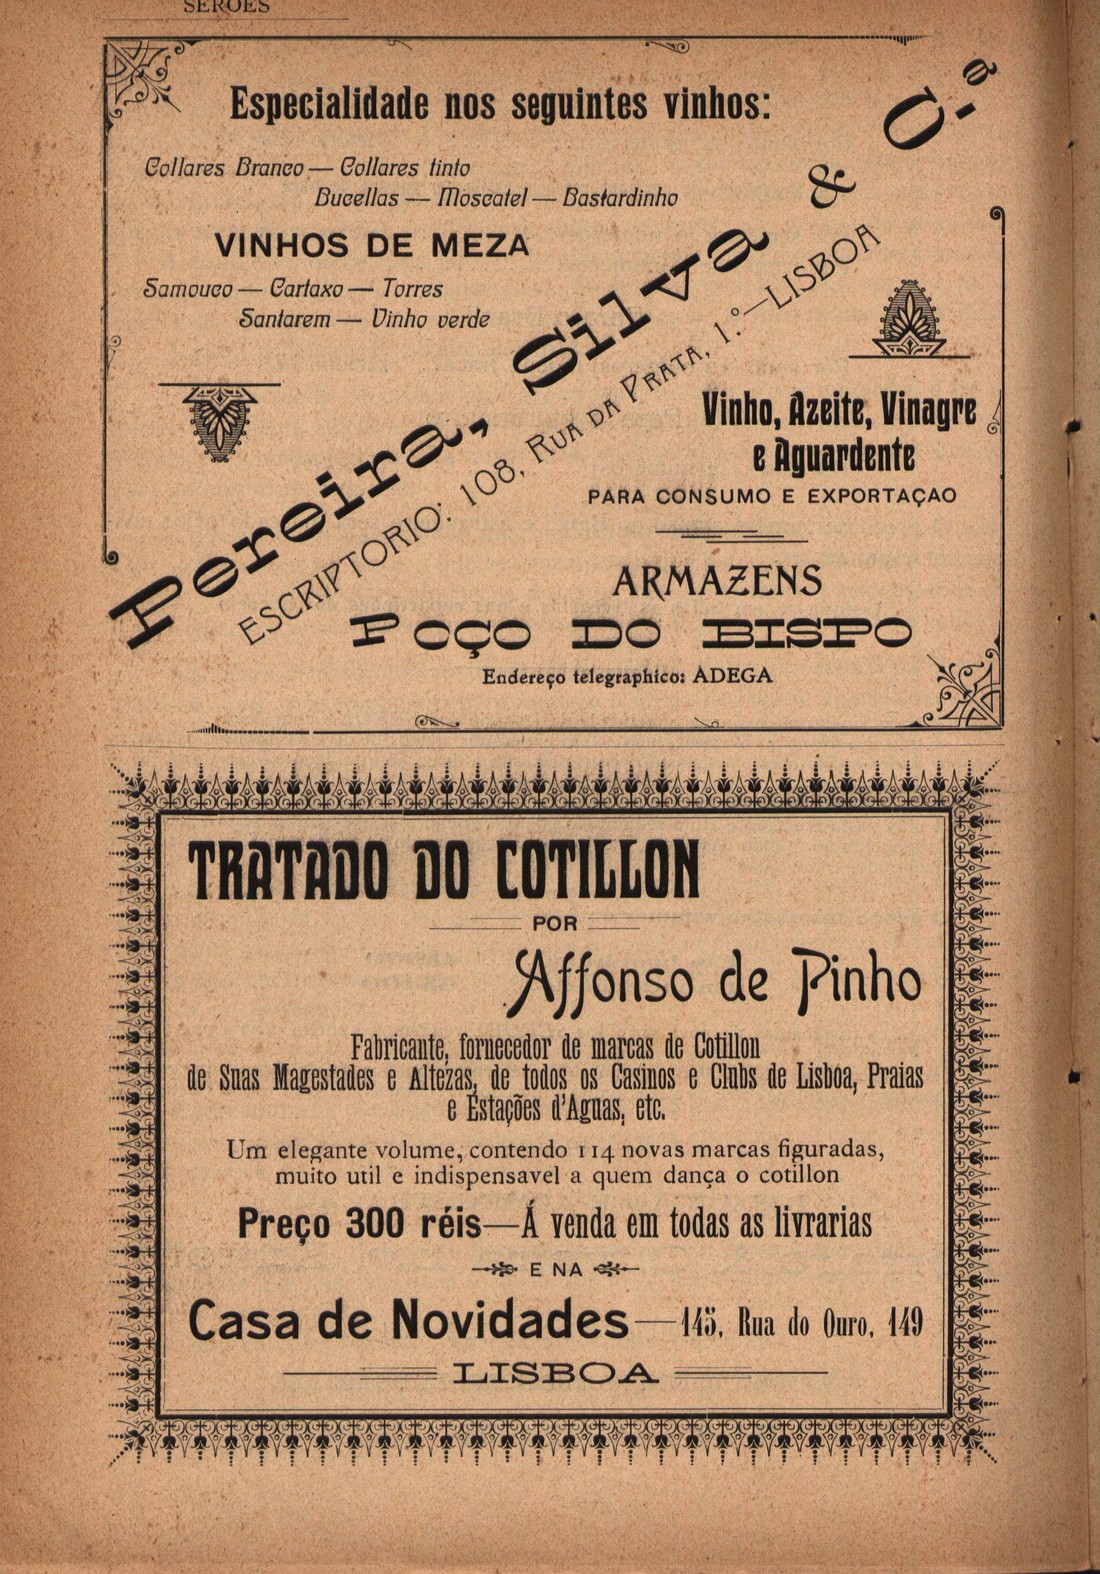 SERÕES
Especialidade nos seguintes vinhos:
Collares Branco — Collares tinto
Bucellas — Moscatel — Bastardinho
VINHOS DE MEZA
Samouco — Cartaxo — Torres
Santarem — Vinho verde
Pereira, Silva & C.ª
ESCRIPTORIO: 108, RUA DA PRATA, 1.º—LISBOA
Vinho, Azeite, Vinagre
e Aguardente
PARA CONSUMO E EXPORTAÇAO
ARMAZENS
POÇO DO BISPO
Endereço telegraphico: ADEGA
TRATADO DO COTILLON
POR
Affonso de Pinho
Fabricante, fornecedor de marcas de Cotillon
de Suas Magestades e Altezas, de todos os Casinos e Clubs de Lisboa, Praias
e Estações d'Aguas, etc.
Um elegante volume, contendo 114 novas marcas figuradas,
muito util e indispensavel a quem dança o cotillon
Preço 300 réis—Á venda em todas as livrarias
E NA
Casa de Novidades—145, Rua do Ouro, 149
LISBOA